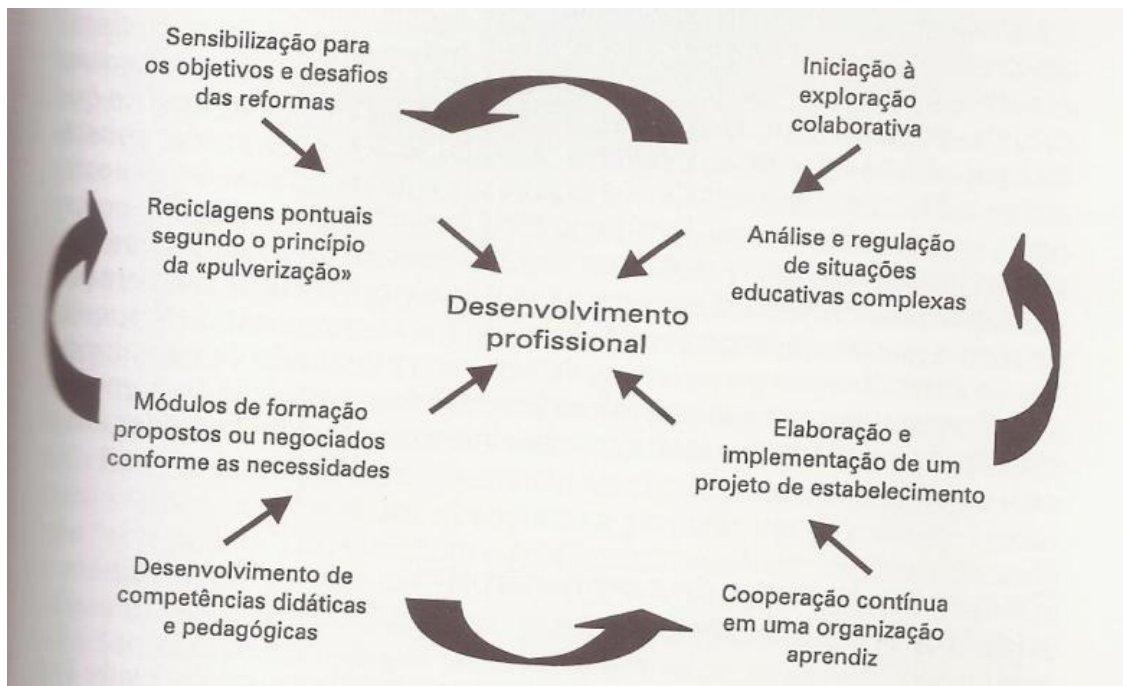 Sensibilização para
os objetivos e desafios
das reformas
Iniciação à
exploração
colaborativa
Reciclagens pontuais
segundo o princípio
da «pulverização»
Análise e regulação
de situações
educativas complexas
Desenvolvimento
profissional
Módulos de formação
propostos ou negociados
conforme as necessidades
Elaboração e
implementação de um
projeto de estabelecimento
Desenvolvimento de
competências didáticas
e pedagógicas
Cooperação contínua
em uma organização
aprendiz